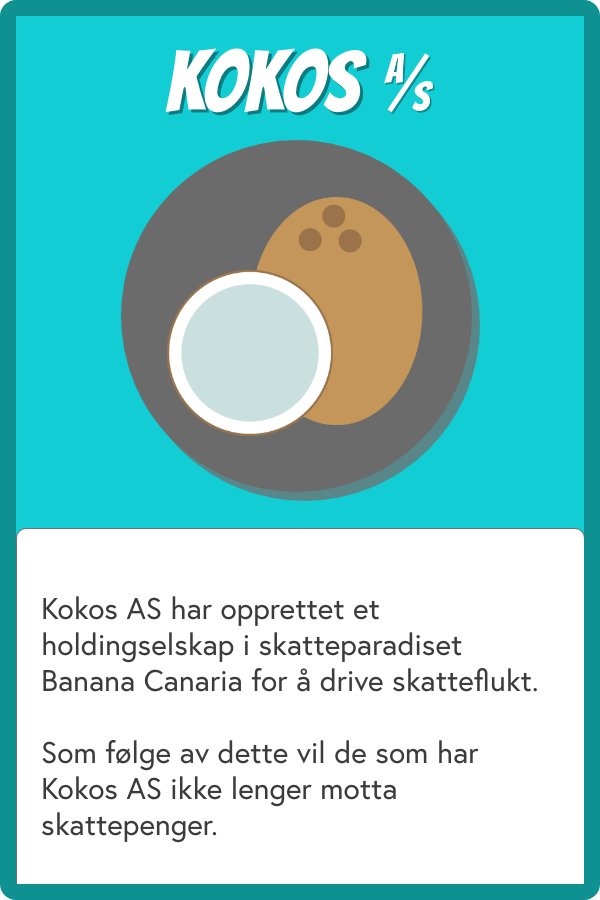 KOKOS A/S
Kokos AS har opprettet et
holdingselskap i skatteparadiset
Banana Canaria for å drive skatteflukt.
Som følge av dette vil de som har
Kokos AS ikke lenger motta
skattepenger.